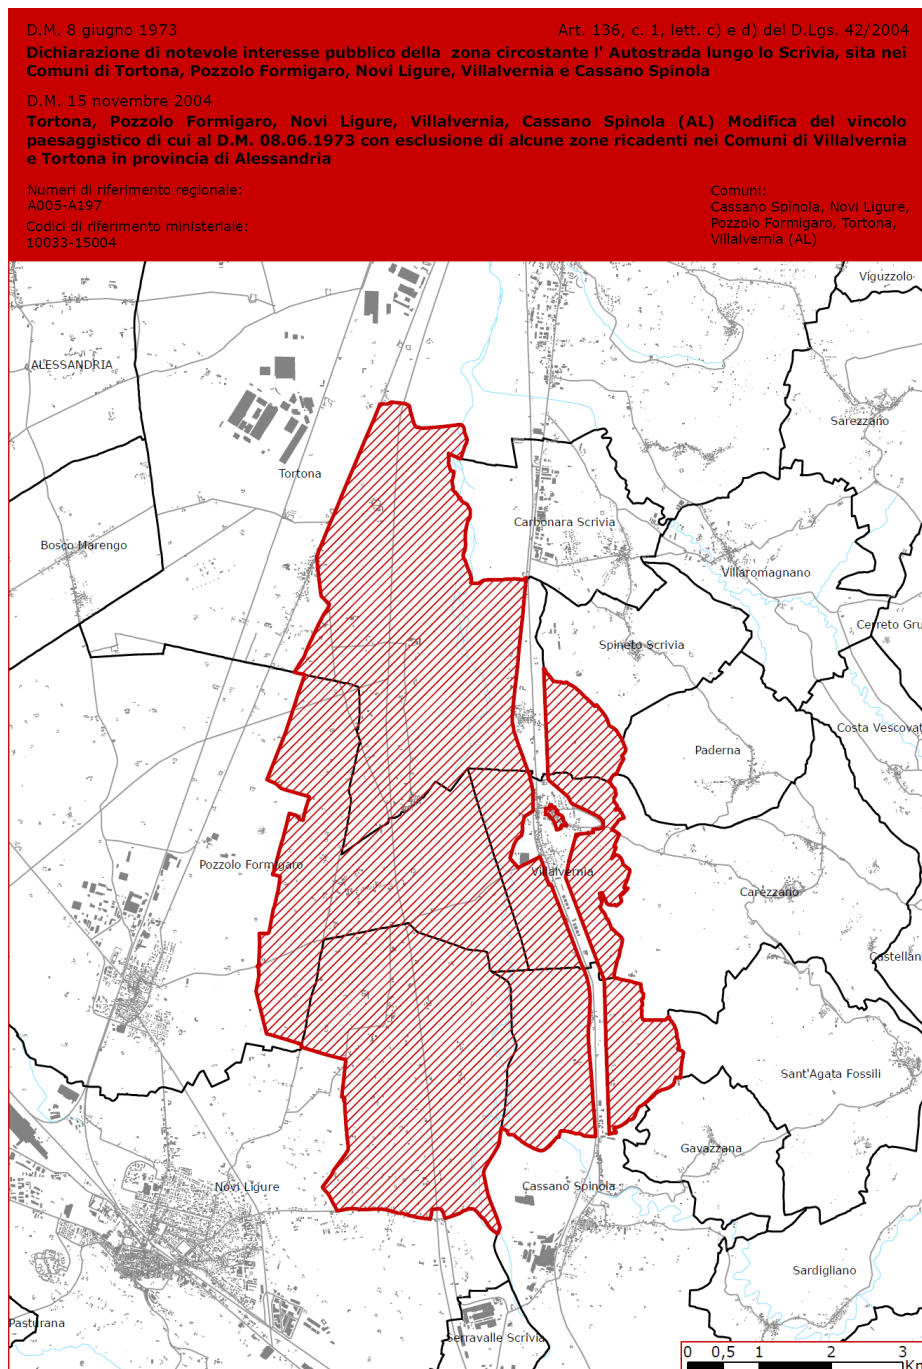 D.M. 8 giugno 1973
Art. 136, c. 1, lett. c) e d) del D.Lgs. 42/2004
Dichiarazione di notevole interesse pubblico della zona circostante l' Autostrada lungo lo Scrivia, sita nei
Comuni di Tortona, Pozzolo Formigaro, Novi Ligure, Villalvernia e Cassano Spinola
D.M. 15 novembre 2004
Tortona, Pozzolo Formigaro, Novi Ligure, Villalvernia, Cassano Spinola (AL) Modifica del vincolo
paesaggistico di cui al D.M. 08.06.1973 con esclusione di alcune zone ricadenti nei Comuni di Villalvernia
e Tortona in provincia di Alessandria
Numeri di riferimento regionale:
A005-A197
Codici di riferimento ministeriale:
10033-15004
Comuni:
Cassano Spinola, Novi Ligure,
Pozzolo Formigaro, Tortona,
Villalvernia (AL)
Viguzzolo
ALESSANDRIA
Sarezzano
Tortona
Carbonara Scrivia
Bosco Marengo
Villaromagnano
Cerreto Gru
Spineto Scrivia
Costa Vescovat
Paderna
Pozzolo Formigaro
Villalvernia
Carezzano
Castellan
Sant'Agata Fossili
Gavazzana
Novi Ligure
Cassano Spinola
Sardigliano
Pasturana
Serravalle Scrivia
0 0,5 1 2 3
Km